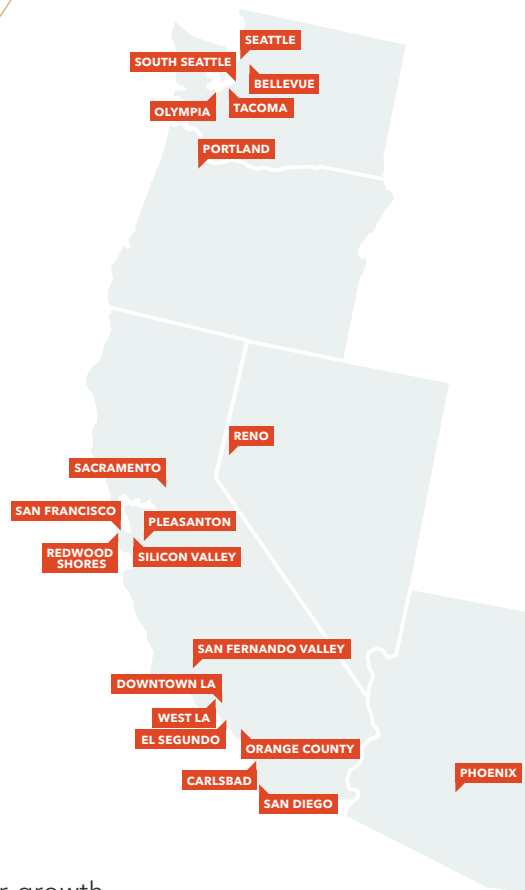 SEATTLE
SOUTH SEATTLE
BELLEVUE
OLYMPIA
TACOMA
PORTLAND
RENO
SACRAMENTO
SAN FRANCISCO
PLEASANTON
REDWOOD
SHORES
SILICON VALLEY
SAN FERNANDO VALLEY
DOWNTOWN LA
WEST LA
EL SEGUNDO
ORANGE COUNTY
PHOENIX
CARLSBAD
SAN DIEGO
growth